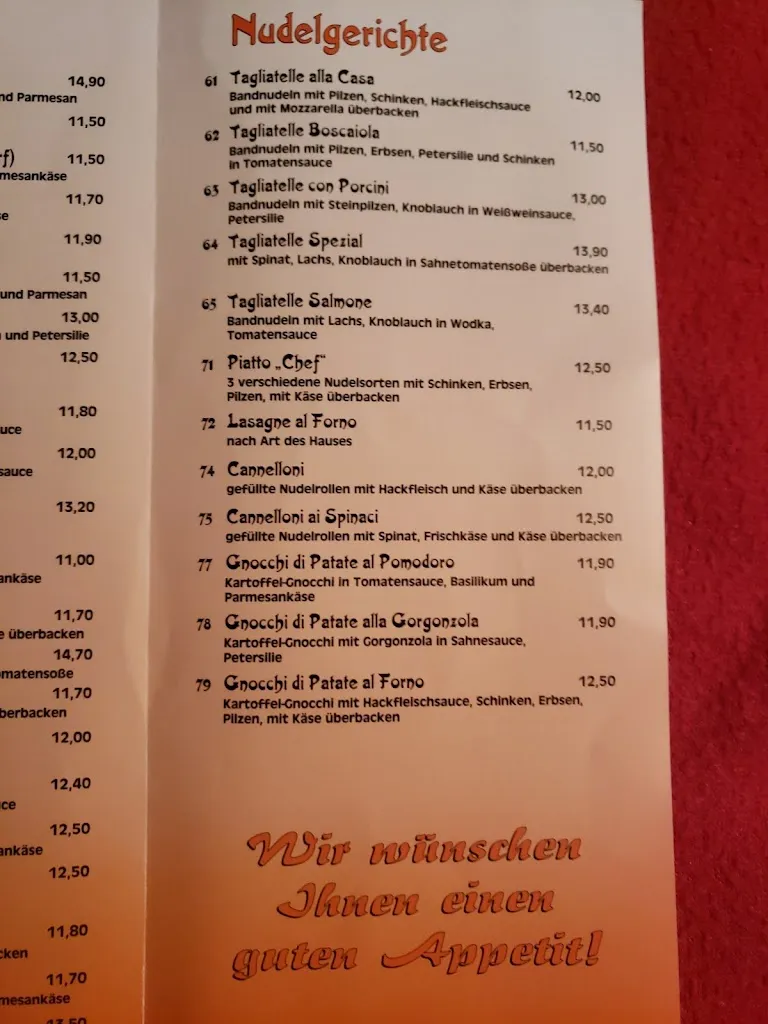 14,90
nd Parmesan
11,50
rf) 11,50
mesankäse
11,70
se
11,90
11,50
und Parmesan
13,00
und Petersilie
12,50
11,80
uce
12,00
sauce
13,20
11,00
ankäse
11,70
e überbacken
14,70
matensoße
11,70
berbacken
12,00
12,40
ce
12,50
ankäse
12,50
11,80
cken
11,70
mesankäse
13,50
Nudelgerichte
61 Tagliatelle alla Casa 12,00
Bandnudeln mit Pilzen, Schinken, Hackfleischsauce
und mit Mozzarella überbacken
62 Tagliatelle Boscaiola 11,50
Bandnudeln mit Pilzen, Erbsen, Petersilie und Schinken
in Tomatensauce
63 Tagliatelle con Porcini 13,00
Bandnudeln mit Steinpilzen, Knoblauch in Weißweinsauce,
Petersilie
64 Tagliatelle Spezial 13,90
mit Spinat, Lachs, Knoblauch in Sahnetomatensoße überbacken
65 Tagliatelle Salmone 13,40
Bandnudeln mit Lachs, Knoblauch in Wodka,
Tomatensauce
71 Piatto „Chef" 12,50
3 verschiedene Nudelsorten mit Schinken, Erbsen,
Pilzen, mit Käse überbacken
72 Lasagne al Forno 11,50
nach Art des Hauses
74 Cannelloni 12,00
gefüllte Nudelrollen mit Hackfleisch und Käse überbacken
75 Cannelloni ai Spinaci 12,50
gefüllte Nudelrollen mit Spinat, Frischkäse und Käse überbacken
77 Gnocchi di Patate al Pomodoro 11,90
Kartoffel-Gnocchi in Tomatensauce, Basilikum und
Parmesankäse
78 Gnocchi di Patate alla Gorgonzola 11,90
Kartoffel-Gnocchi mit Gorgonzola in Sahnesauce,
Petersilie
79 Gnocchi di Patate al Forno 12,50
Kartoffel-Gnocchi mit Hackfleischsauce, Schinken, Erbsen,
Pilzen, mit Käse überbacken
Wir wünschen
Ihnen einen
guten Appetit!